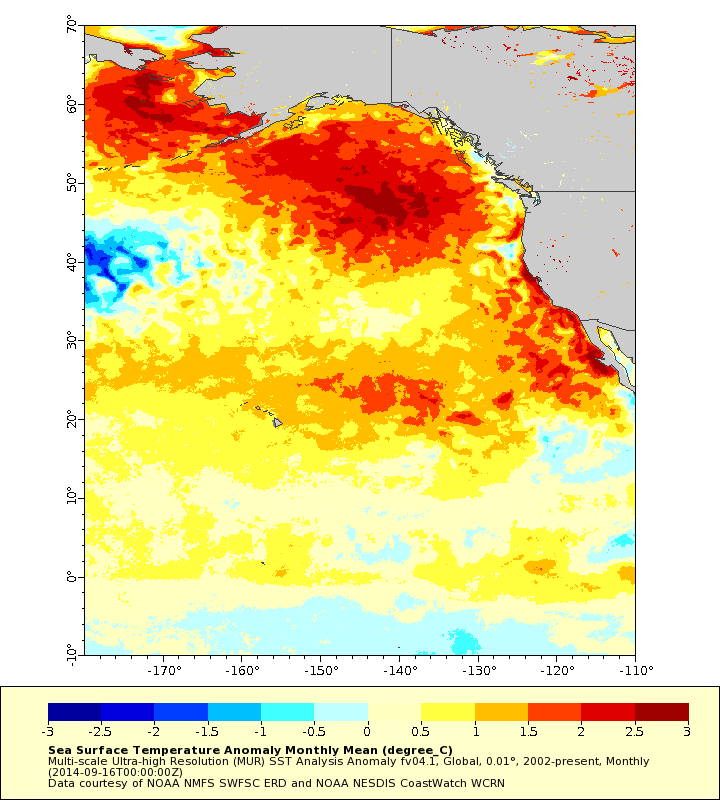 70°
60°
50°
40°
30°
20°
10°
0°
-10°
-170° -160° -150° -140° -130° -120° -110°
-3 -2.5 -2 -1.5 -1 -0.5 0 0.5 1 1.5 2 2.5 3
Sea Surface Temperature Anomaly Monthly Mean (degree_C)
Multi-scale Ultra-high Resolution (MUR) SST Analysis Anomaly fv04.1, Global, 0.01°, 2002-present, Monthly
(2014-09-16T00:00:00Z)
Data courtesy of NOAA NMFS SWFSC ERD and NOAA NESDIS CoastWatch WCRN